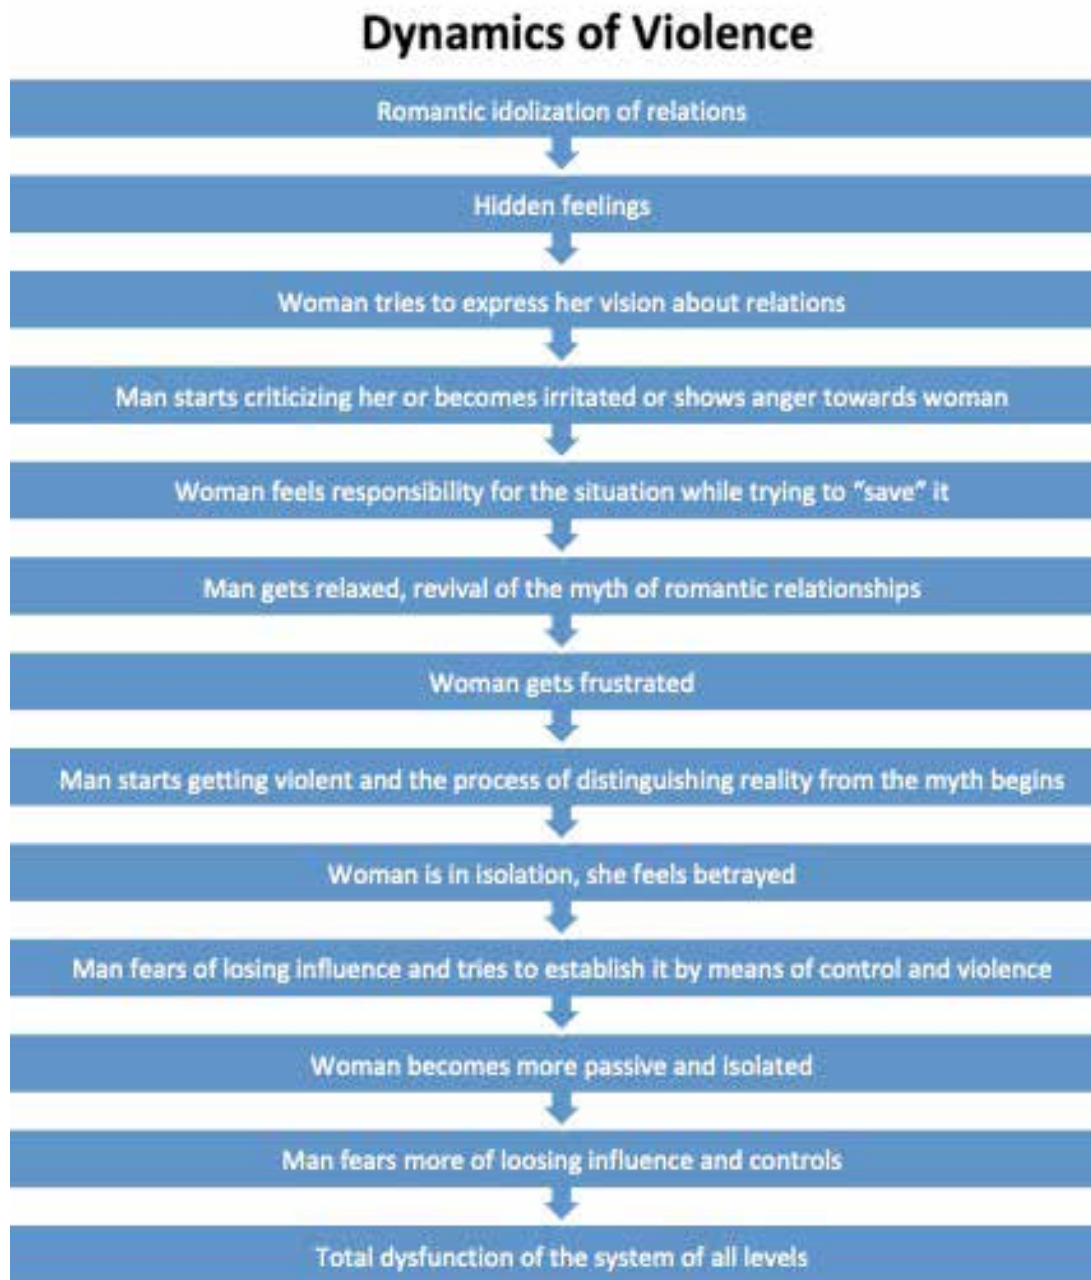 Dynamics of Violence
Romantic idolization of relations
Hidden feelings
Woman tries to express her vision about relations
Man starts criticizing her or becomes irritated or shows anger towards woman
Woman feels responsibility for the situation while trying to “save” it
Man gets relaxed, revival of the myth of romantic relationships
Woman gets frustrated
Man starts getting violent and the process of distinguishing reality from the myth begins
Woman is in isolation, she feels betrayed
Man fears of losing influence and tries to establish it by means of control and violence
Woman becomes more passive and isolated
Man fears more of loosing influence and controls
Total dysfunction of the system of all levels